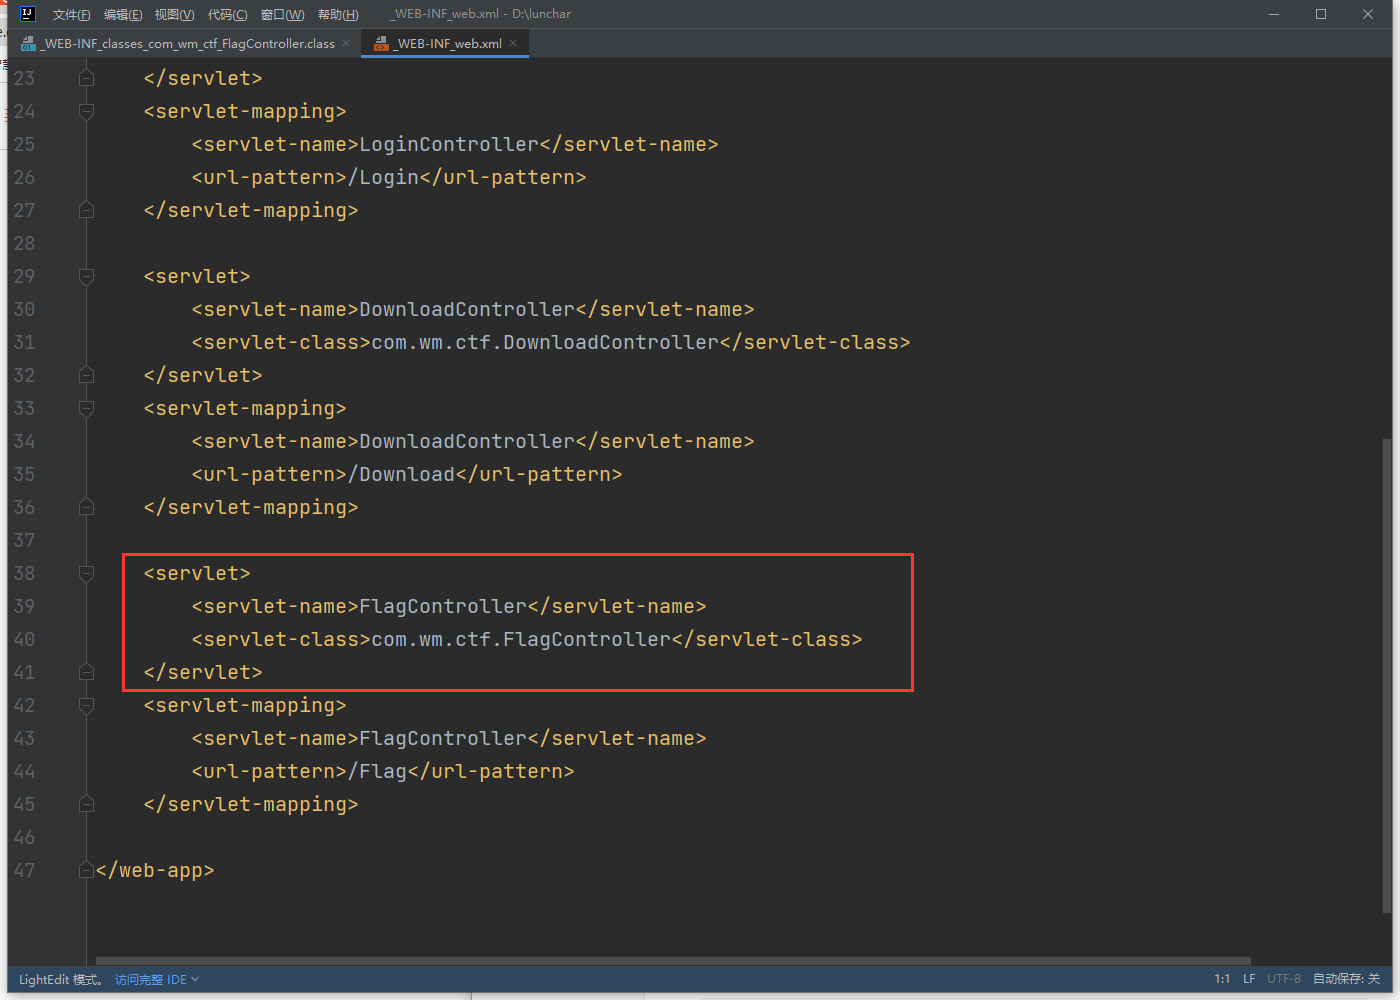 文件(F) 编辑(E) 视图(V) 代码(C) 窗口(W) 帮助(H) _WEB-INF_web.xml - D:\lunchar
_WEB-INF_classes_com_wm_ctf_FlagController.class _WEB-INF_web.xml
23 </servlet>
24 <servlet-mapping>
25 <servlet-name>LoginController</servlet-name>
26 <url-pattern>/Login</url-pattern>
27 </servlet-mapping>
28
29 <servlet>
30 <servlet-name>DownloadController</servlet-name>
31 <servlet-class>com.wm.ctf.DownloadController</servlet-class>
32 </servlet>
33 <servlet-mapping>
34 <servlet-name>DownloadController</servlet-name>
35 <url-pattern>/Download</url-pattern>
36 </servlet-mapping>
37
38 <servlet>
39 <servlet-name>FlagController</servlet-name>
40 <servlet-class>com.wm.ctf.FlagController</servlet-class>
41 </servlet>
42 <servlet-mapping>
43 <servlet-name>FlagController</servlet-name>
44 <url-pattern>/Flag</url-pattern>
45 </servlet-mapping>
46
47 </web-app>
LightEdit 模式。 访问完整 IDE 1:1 LF UTF-8 自动保存: 关